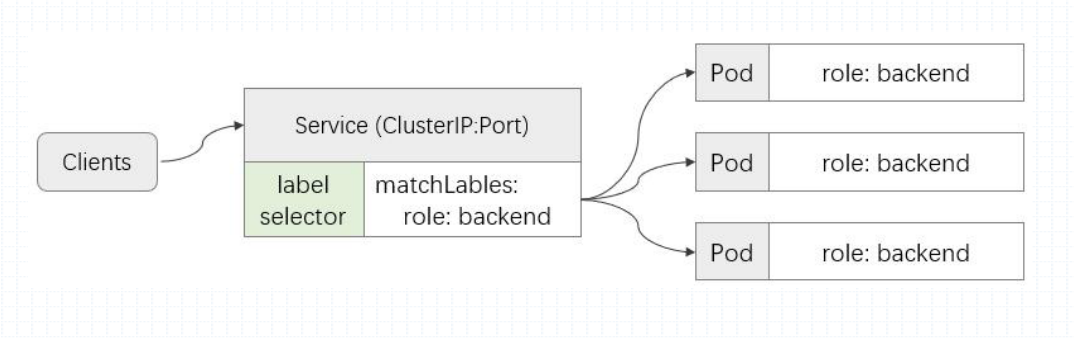 Clients
Service (ClusterIP:Port)
label
selector
matchLables:
role: backend
Pod
role: backend
Pod
role: backend
Pod
role: backend